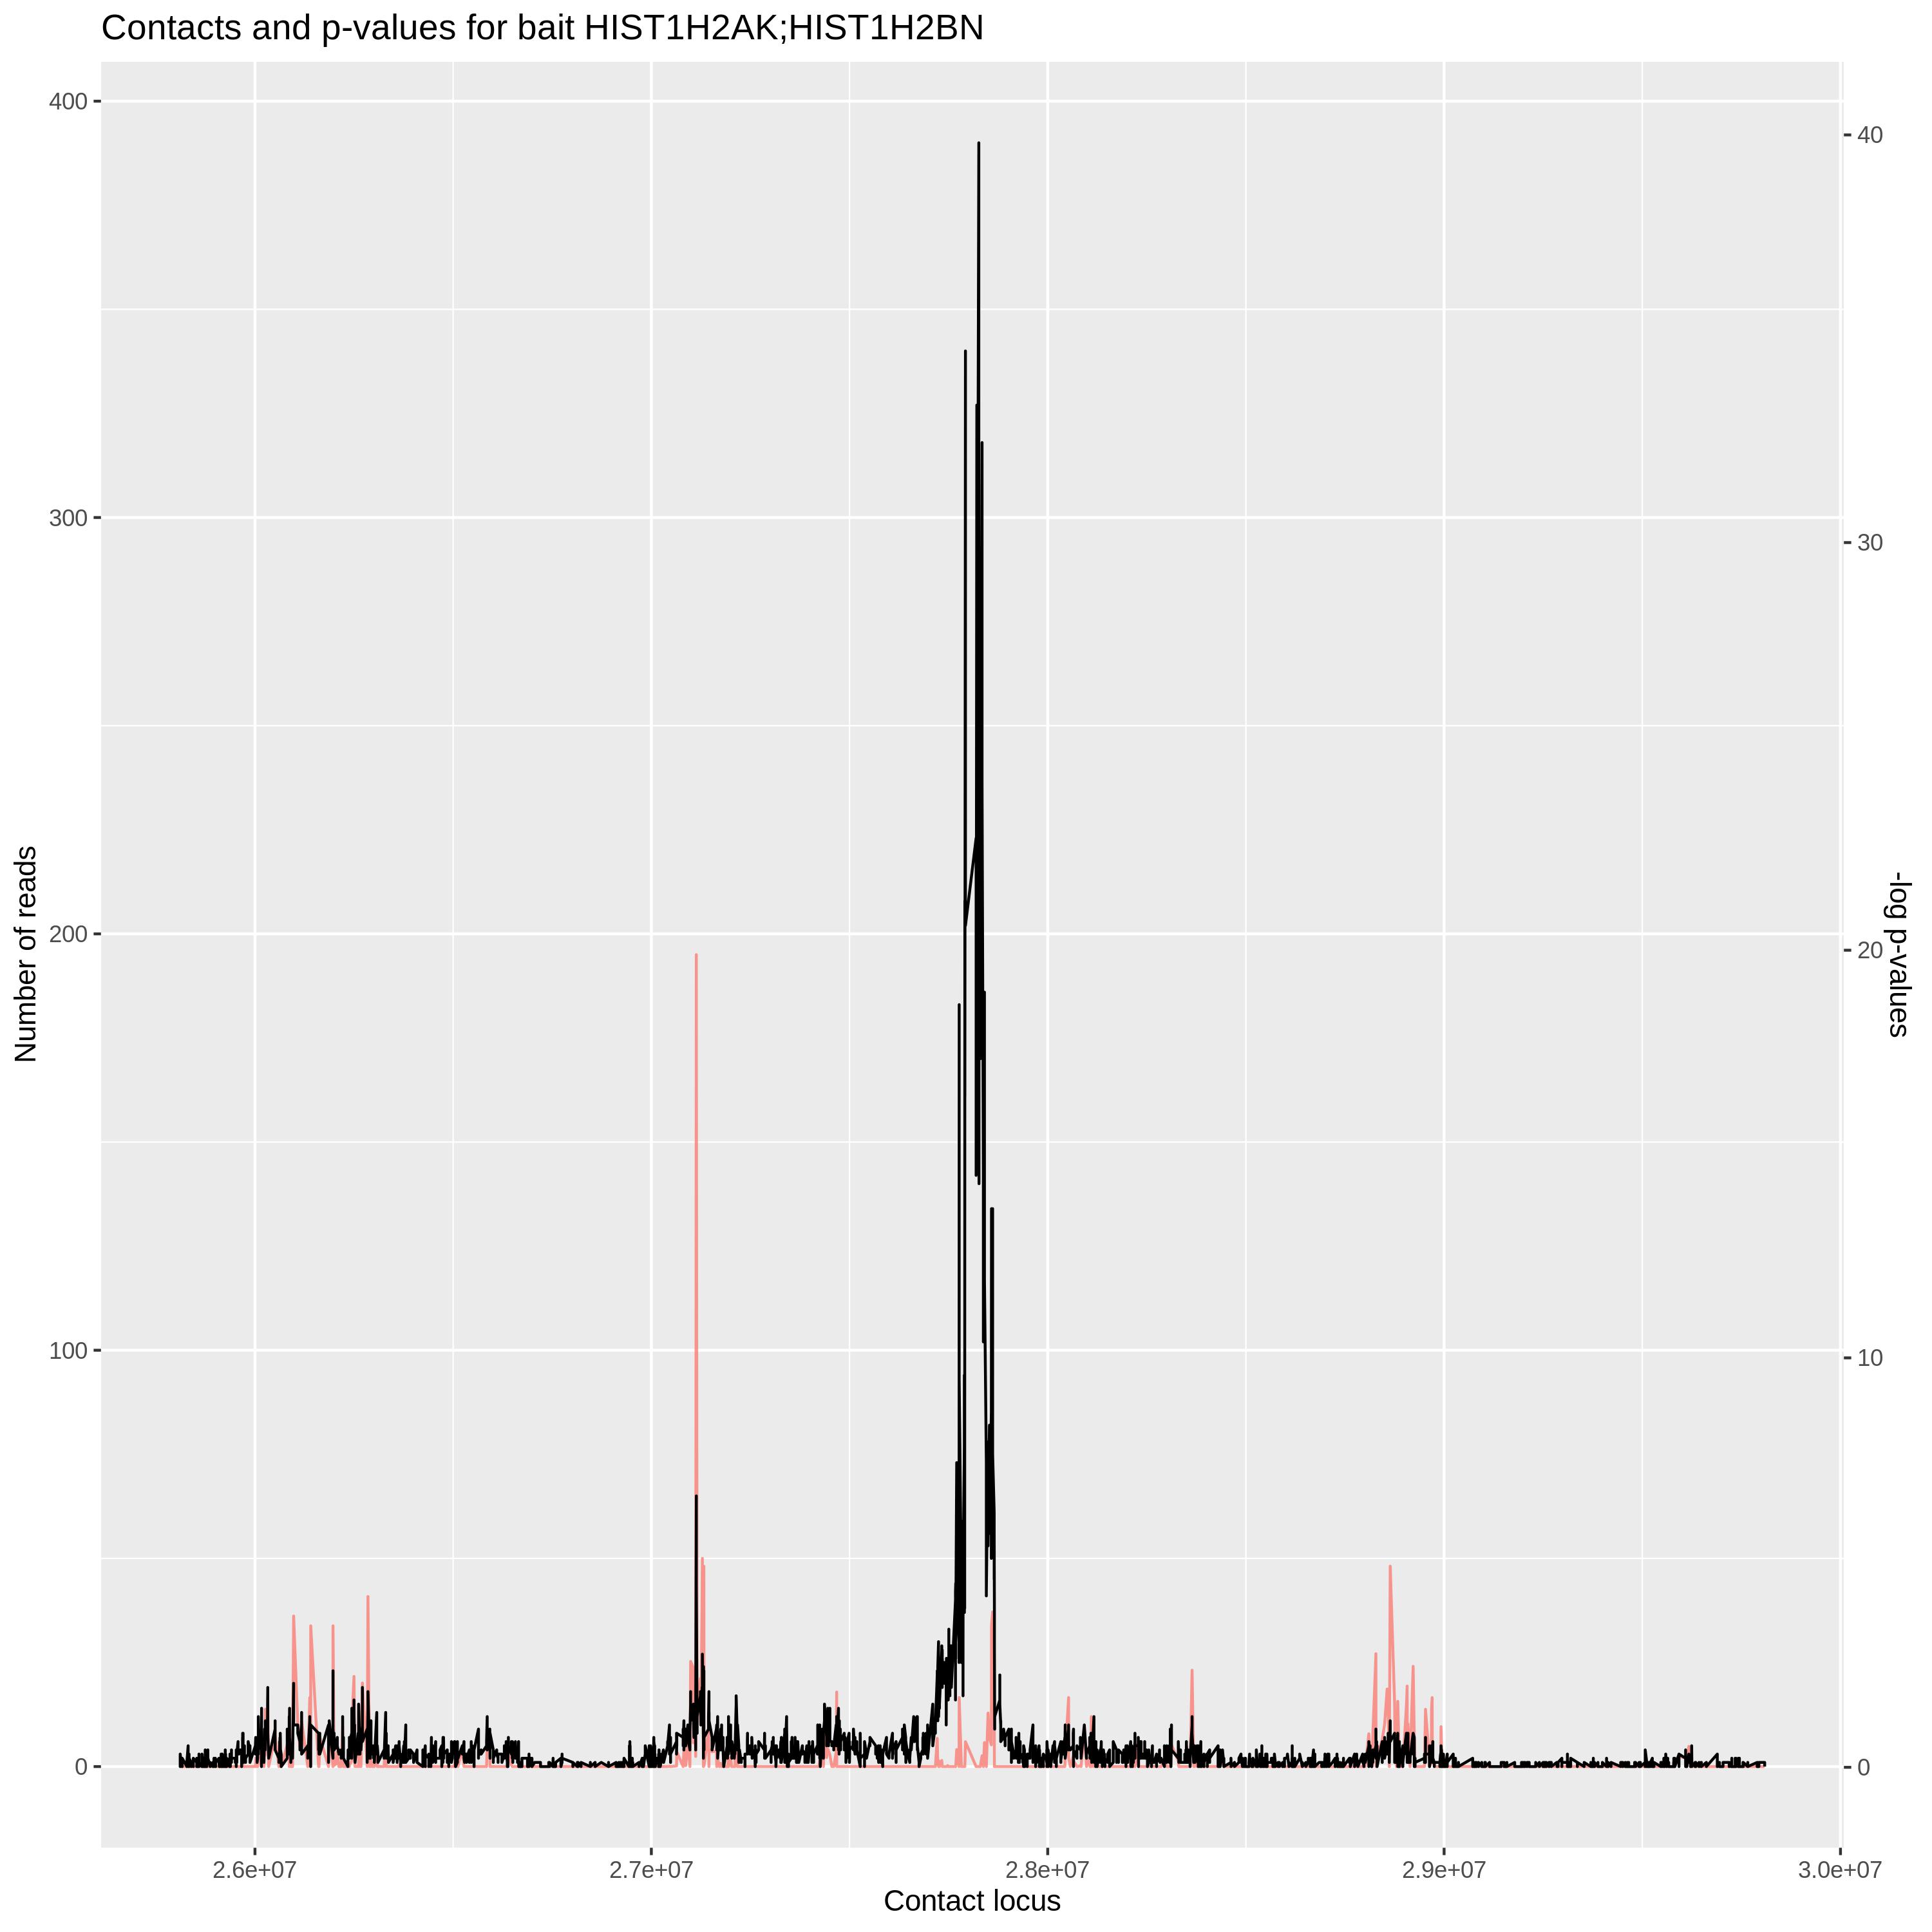 Contacts and p-values for bait HIST1H2AK;HIST1H2BN
400
300
200
100
0
Number of reads
40
30
20
10
0
-log p-values
2.6e+07
2.7e+07
2.8e+07
2.9e+07
3.0e+07
Contact locus